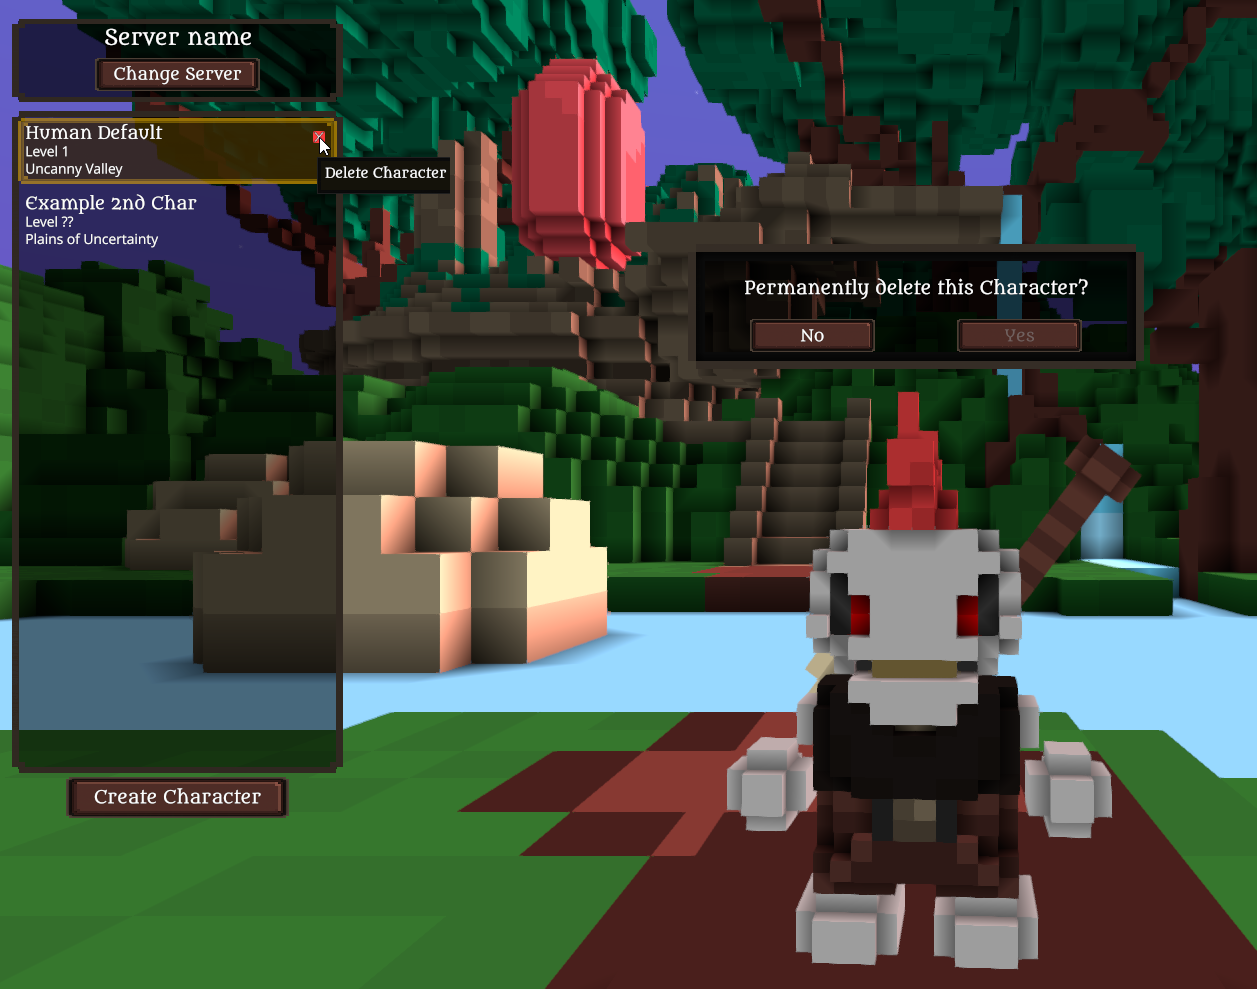 Server name
Change Server
Human Default
Level 1
Uncanny Valley
Delete Character
Example 2nd Char
Level ??
Plains of Uncertainty
Permanently delete this Character?
No
Yes
Create Character